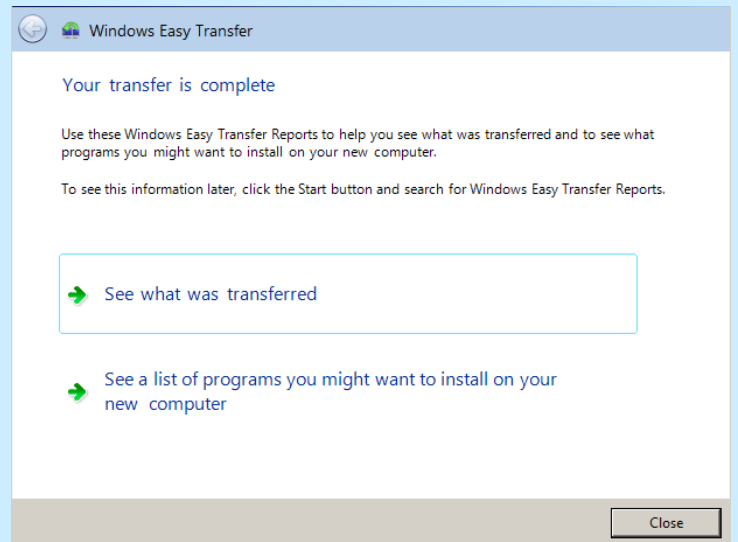 Windows Easy Transfer
Your transfer is complete
Use these Windows Easy Transfer Reports to help you see what was transferred and to see what
programs you might want to install on your new computer.
To see this information later, click the Start button and search for Windows Easy Transfer Reports.
See what was transferred
See a list of programs you might want to install on your
new computer
Close